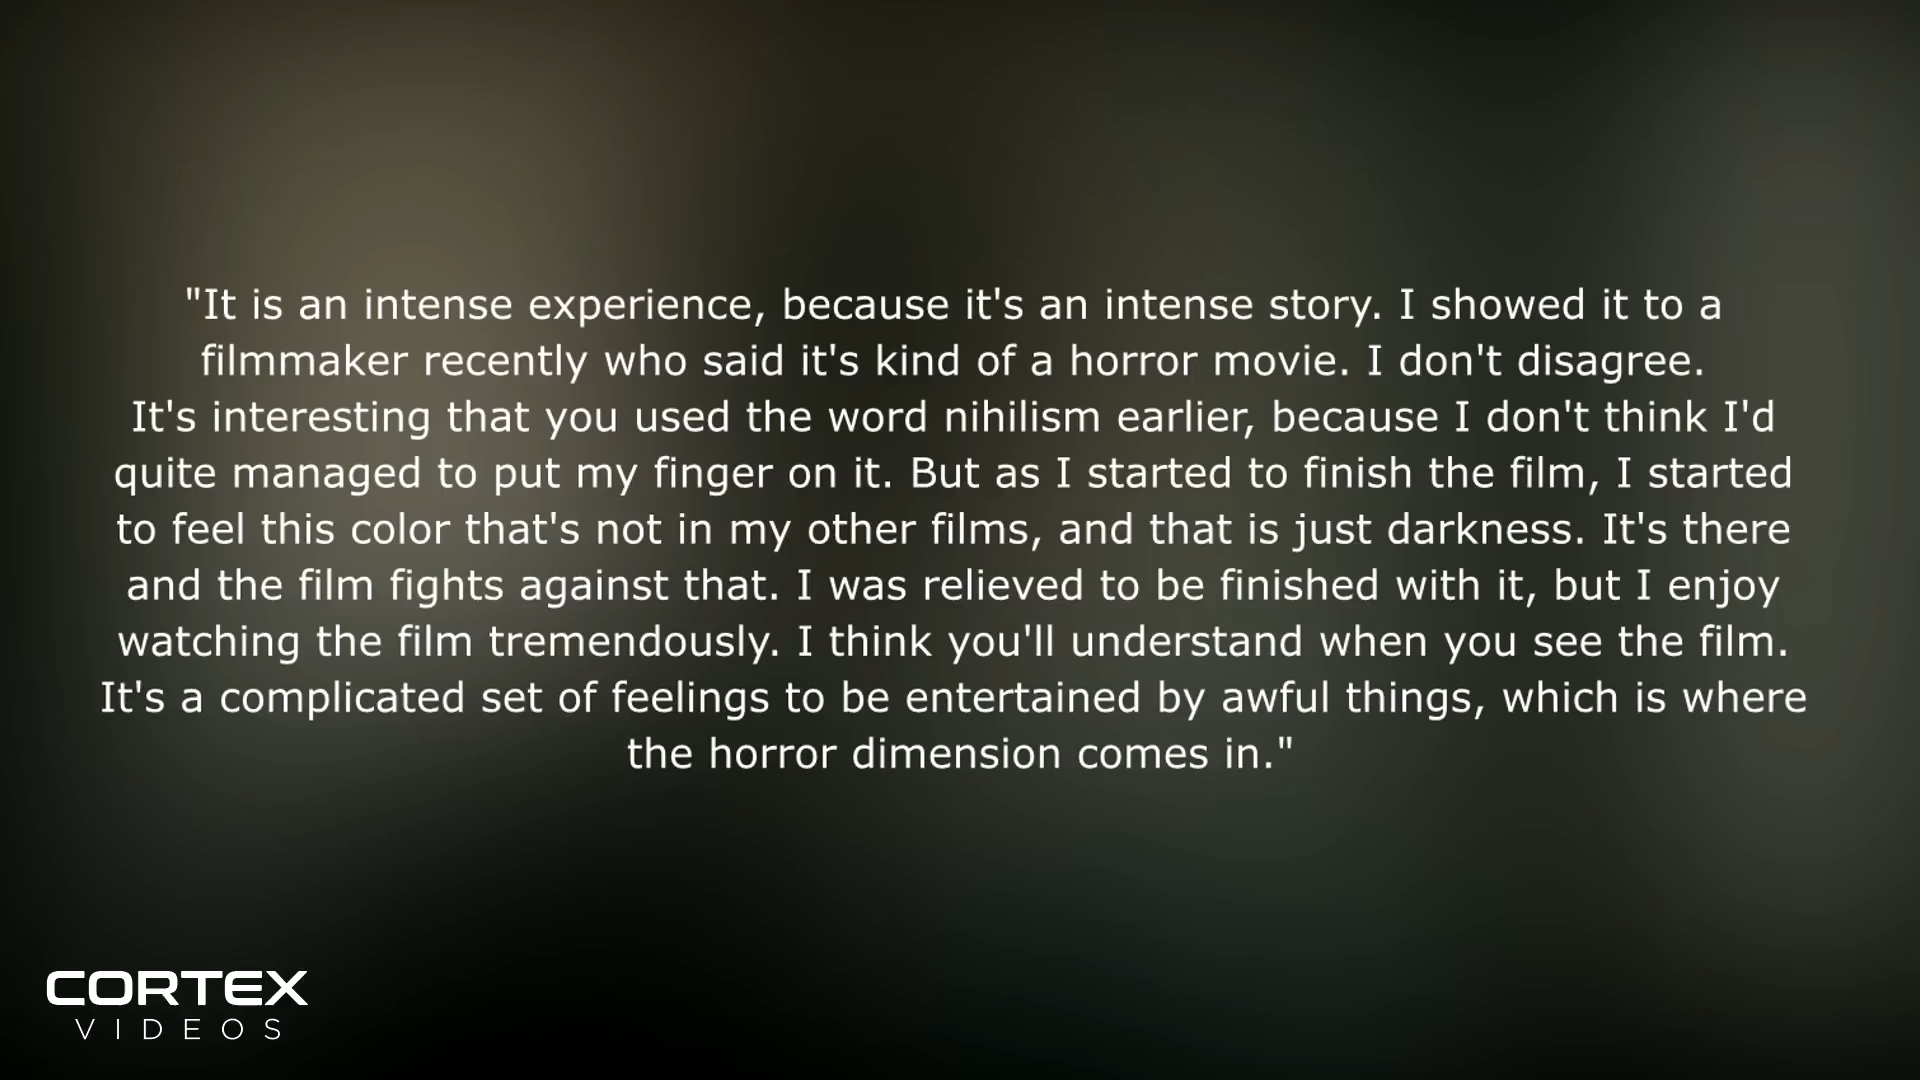 "It is an intense experience, because it's an intense story. I showed it to a
filmmaker recently who said it's kind of a horror movie. I don't disagree.
It's interesting that you used the word nihilism earlier, because I don't think I'd
quite managed to put my finger on it. But as I started to finish the film, I started
to feel this color that's not in my other films, and that is just darkness. It's there
and the film fights against that. I was relieved to be finished with it, but I enjoy
watching the film tremendously. I think you'll understand when you see the film.
It's a complicated set of feelings to be entertained by awful things, which is where
the horror dimension comes in."
CORTEX
VIDEOS